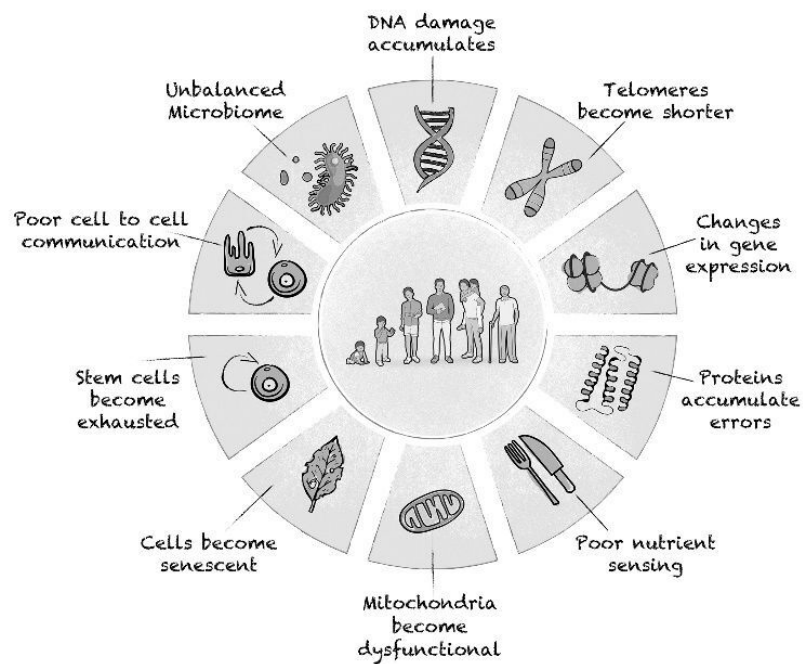 DNA damage
accumulates
Telomeres
become shorter
Changes
in gene
expression
Proteins
accumulate
errors
Poor nutrient
sensing
Mitochondria
become
dysfunctional
Cells become
senescent
Stem cells
become
exhausted
Poor cell to cell
communication
Unbalanced
Microbiome